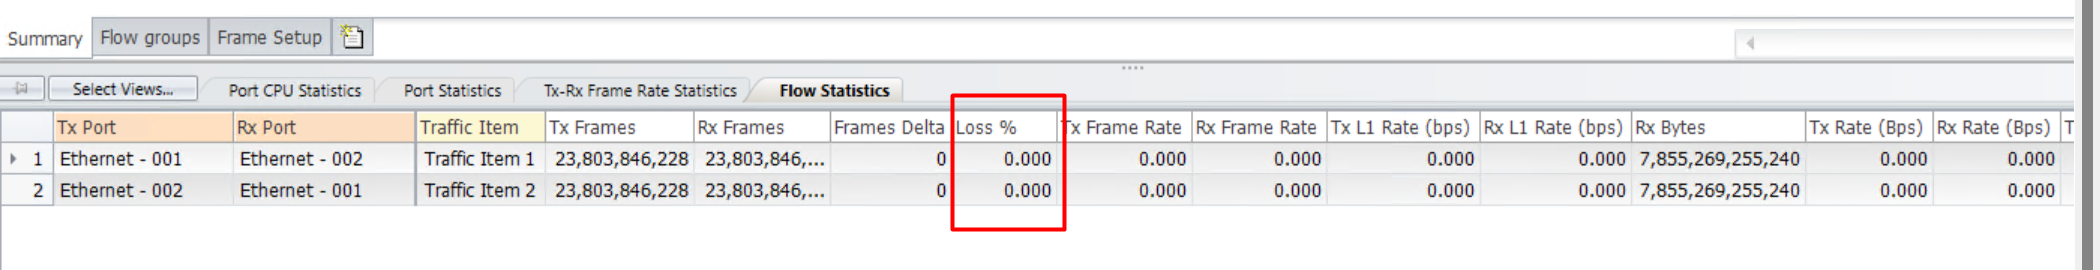 Summary Flow groups Frame Setup
Select Views... Port CPU Statistics Port Statistics Tx-Rx Frame Rate Statistics Flow Statistics
Tx Port Rx Port Traffic Item Tx Frames Rx Frames Frames Delta Loss % Tx Frame Rate Rx Frame Rate Tx L1 Rate (bps) Rx L1 Rate (bps) Rx Bytes Tx Rate (Bps) Rx Rate (Bps) T
1 Ethernet - 001 Ethernet - 002 Traffic Item 1 23,803,846,228 23,803,846,... 0 0.000 0.000 0.000 0.000 0.000 7,855,269,255,240 0.000 0.000
2 Ethernet - 002 Ethernet - 001 Traffic Item 2 23,803,846,228 23,803,846,... 0 0.000 0.000 0.000 0.000 0.000 7,855,269,255,240 0.000 0.000